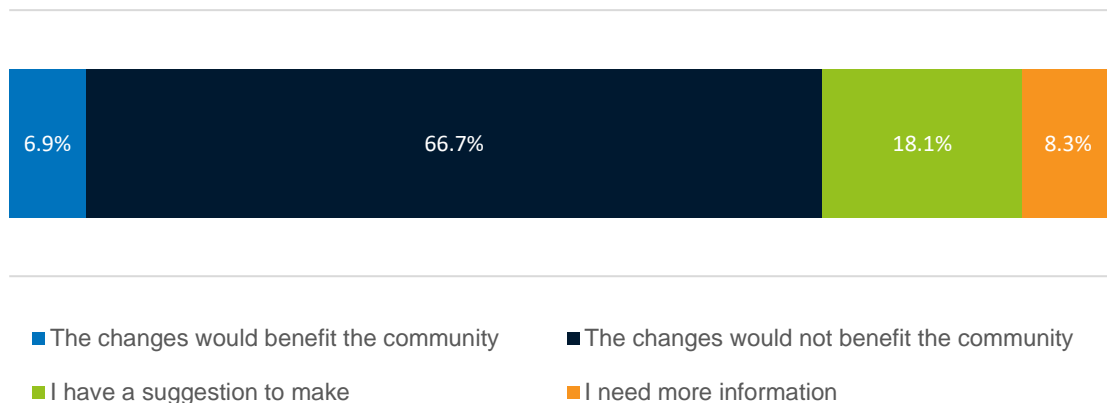 6.9% 66.7% 18.1% 8.3%
The changes would benefit the community The changes would not benefit the community
I have a suggestion to make I need more information